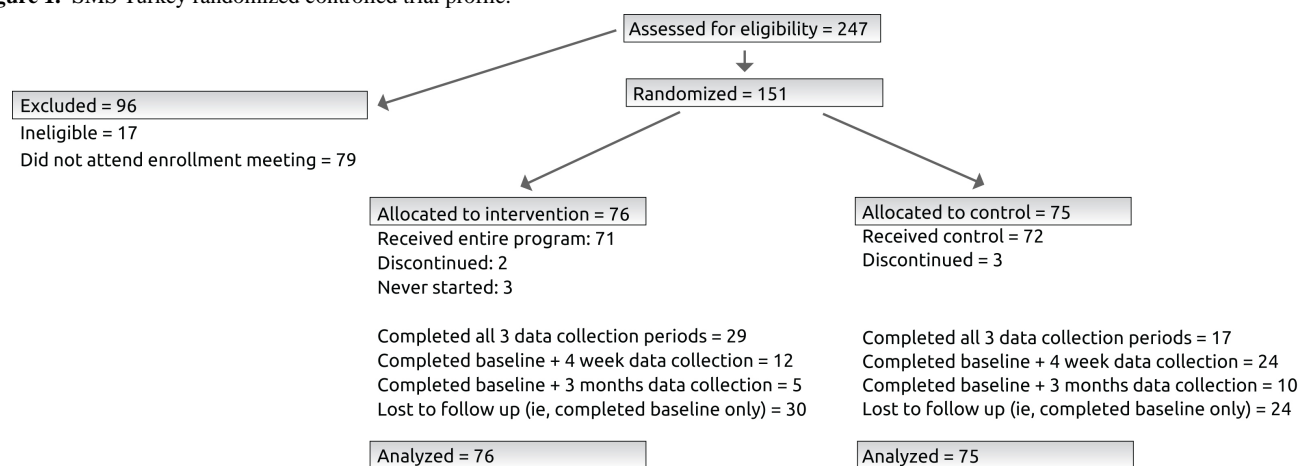 gure 1. SMS Turkey randomized controlled trial profile.
Assessed for eligibility = 247
Randomized = 151
Excluded = 96
Ineligible = 17
Did not attend enrollment meeting = 79
Allocated to intervention = 76
Received entire program: 71
Discontinued: 2
Never started: 3
Completed all 3 data collection periods = 29
Completed baseline + 4 week data collection = 12
Completed baseline + 3 months data collection = 5
Lost to follow up (ie, completed baseline only) = 30
Analyzed = 76
Allocated to control = 75
Received control = 72
Discontinued = 3
Completed all 3 data collection periods = 17
Completed baseline + 4 week data collection = 24
Completed baseline + 3 months data collection = 10
Lost to follow up (ie, completed baseline only) = 24
Analyzed = 75